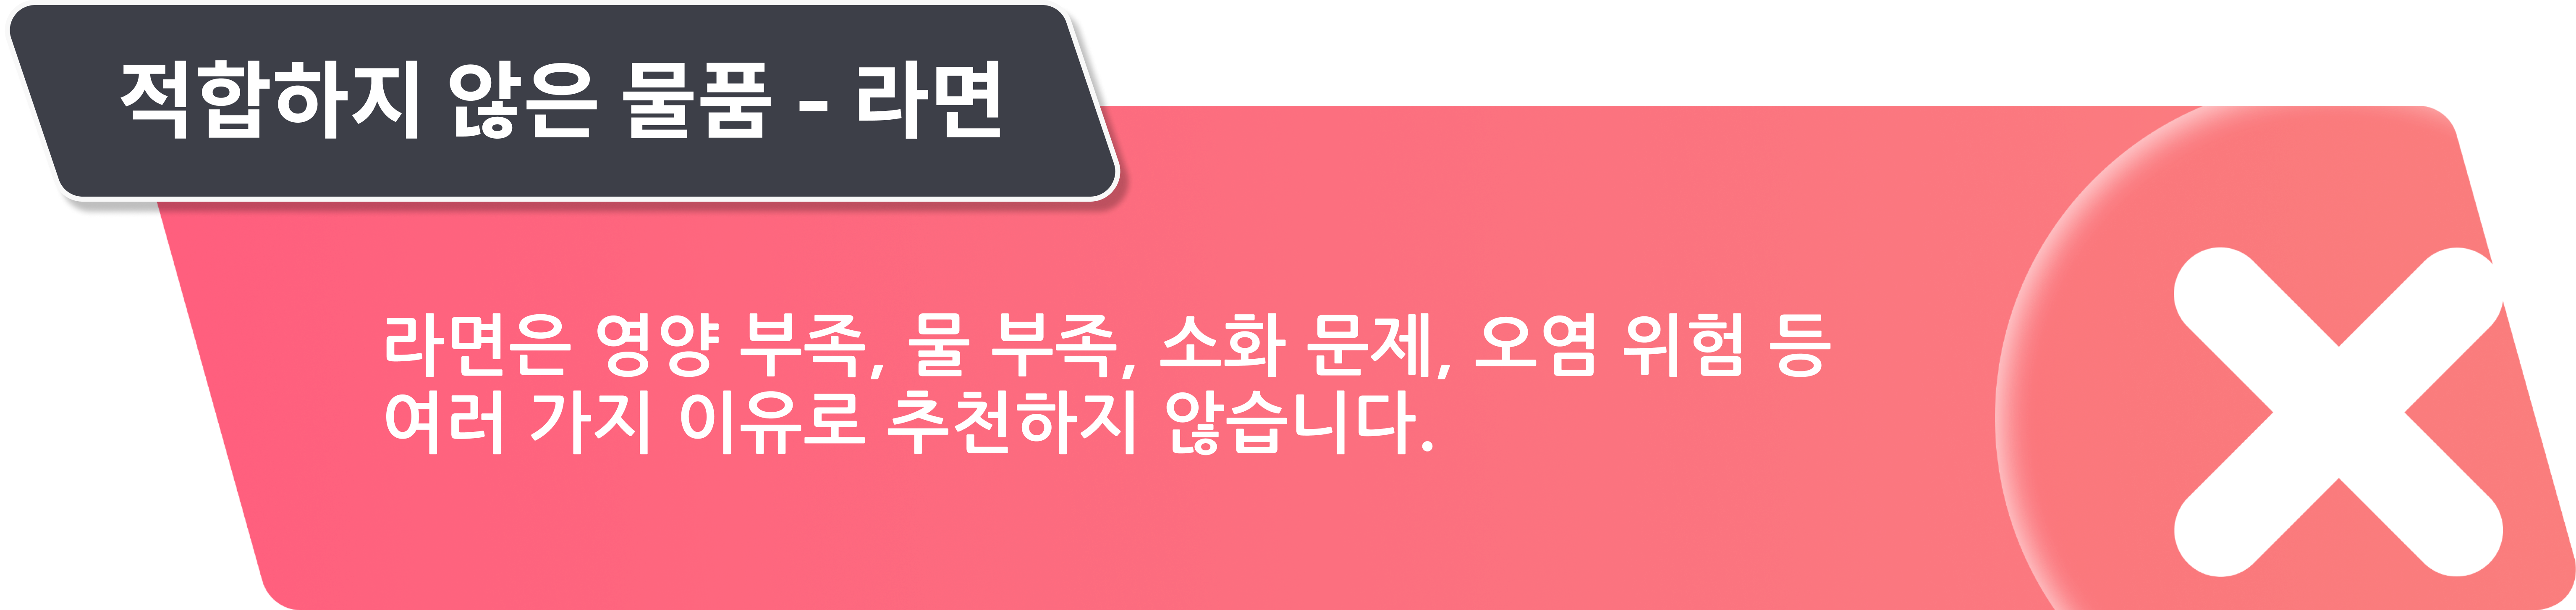 적합하지 않은 물품 - 라면
라면은 영양 부족, 물 부족, 소화 문제, 오염 위험 등
여러 가지 이유로 추천하지 않습니다.